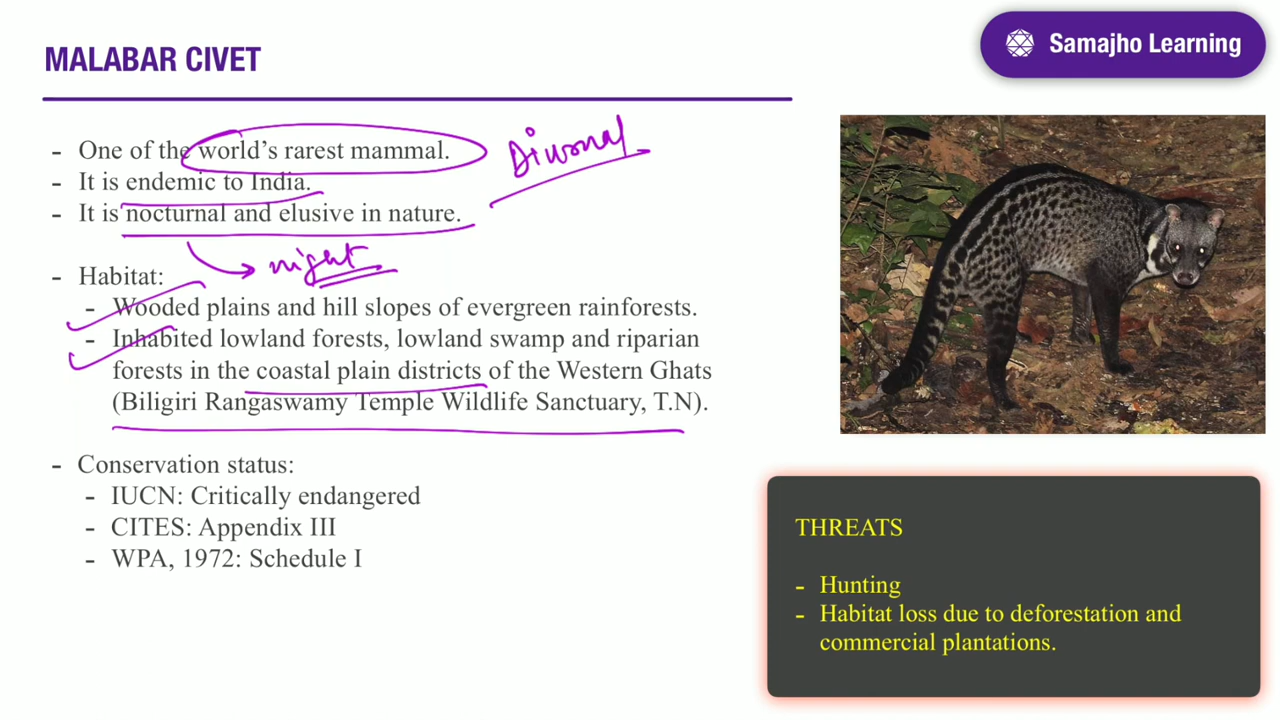 MALABAR CIVET
Samajho Learning
- One of the world's rarest mammal.
- It is endemic to India.
- It is nocturnal and elusive in nature.
Diurnal
night
- Habitat:
- Wooded plains and hill slopes of evergreen rainforests.
- Inhabited lowland forests, lowland swamp and riparian
forests in the coastal plain districts of the Western Ghats
(Biligiri Rangaswamy Temple Wildlife Sanctuary, T.N).
- Conservation status:
- IUCN: Critically endangered
- CITES: Appendix III
- WPA, 1972: Schedule I
THREATS
- Hunting
- Habitat loss due to deforestation and
commercial plantations.